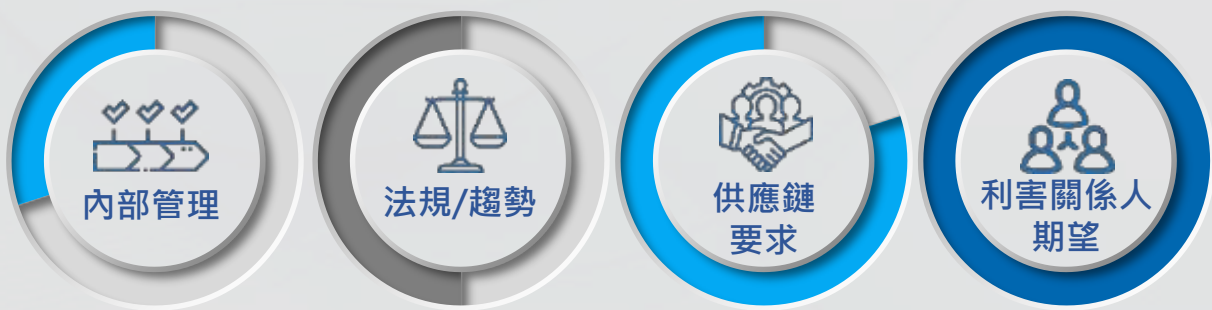 內部管理
法規/趨勢
供應鏈
要求
利害關係人
期望